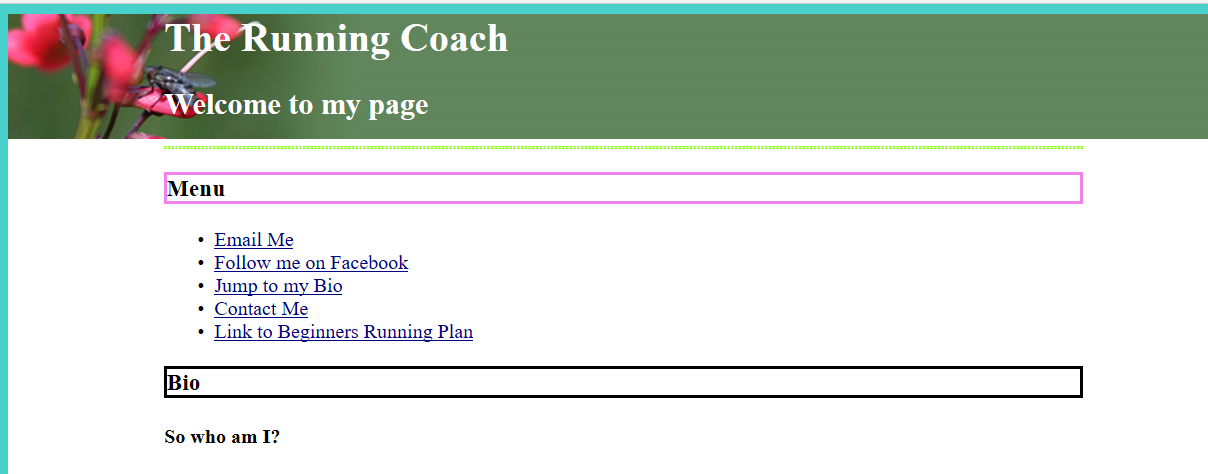 The Running Coach
Welcome to my page
Menu
Email Me
Follow me on Facebook
Jump to my Bio
Contact Me
Link to Beginners Running Plan
Bio
So who am I?